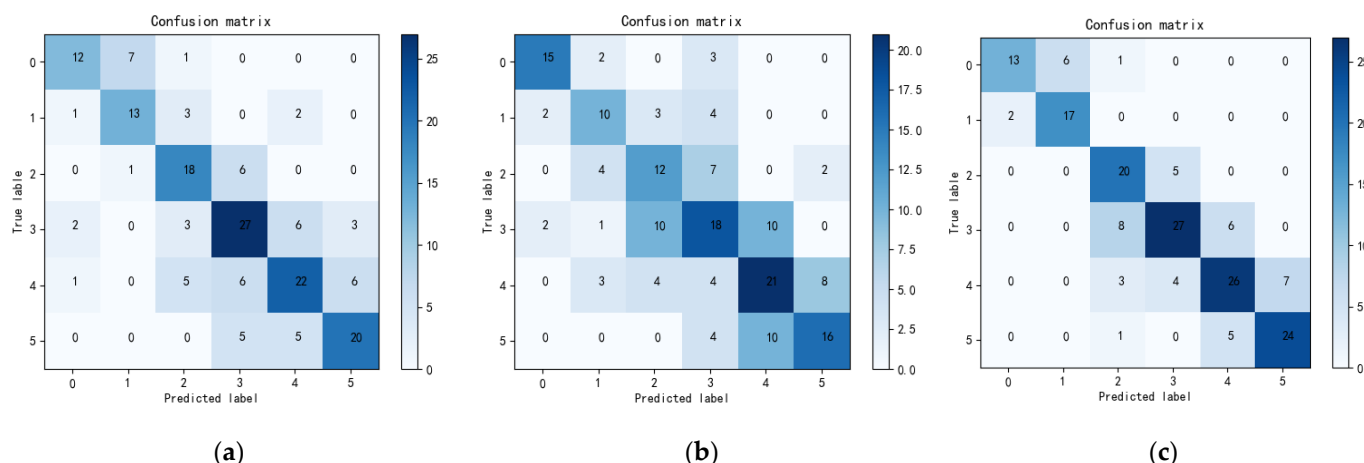 Confusion matrix
0 12 7 1 0 0 0
1 1 13 3 0 2 0
2 0 1 18 6 0 0
3 2 0 3 27 6 3
4 1 0 5 6 22 6
5 0 0 0 5 5 20
0 1 2 3 4 5
Predicted label
True lable
25
20
15
10
5
0
(a)
Confusion matrix
0 15 2 0 3 0 0
1 2 10 3 4 0 0
2 0 4 12 7 0 2
3 2 1 10 18 10 0
4 0 3 4 4 21 8
5 0 0 0 4 10 16
0 1 2 3 4 5
Predicted label
True lable
20.0
17.5
15.0
12.5
10.0
7.5
5.0
2.5
0.0
(b)
Confusion matrix
0 13 6 1 0 0 0
1 2 17 0 0 0 0
2 0 0 20 5 0 0
3 0 0 8 27 6 0
4 0 0 3 4 26 7
5 0 0 1 0 5 24
0 1 2 3 4 5
Predicted label
True lable
25
20
15
10
5
0
(c)